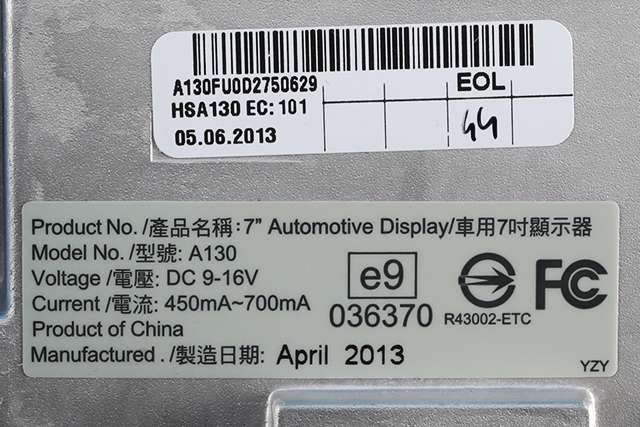 A130FU0D2750629
HSA130 EC: 101
05.06.2013
EOL
44
Product No. /產品名稱: 7” Automotive Display/車用7吋顯示器
Model No. /型號: A130
Voltage /電壓: DC 9-16V
Current /電流: 450mA~700mA
Product of China
Manufactured . /製造日期: April 2013
e9
036370
R43002-ETC
FC
YZY